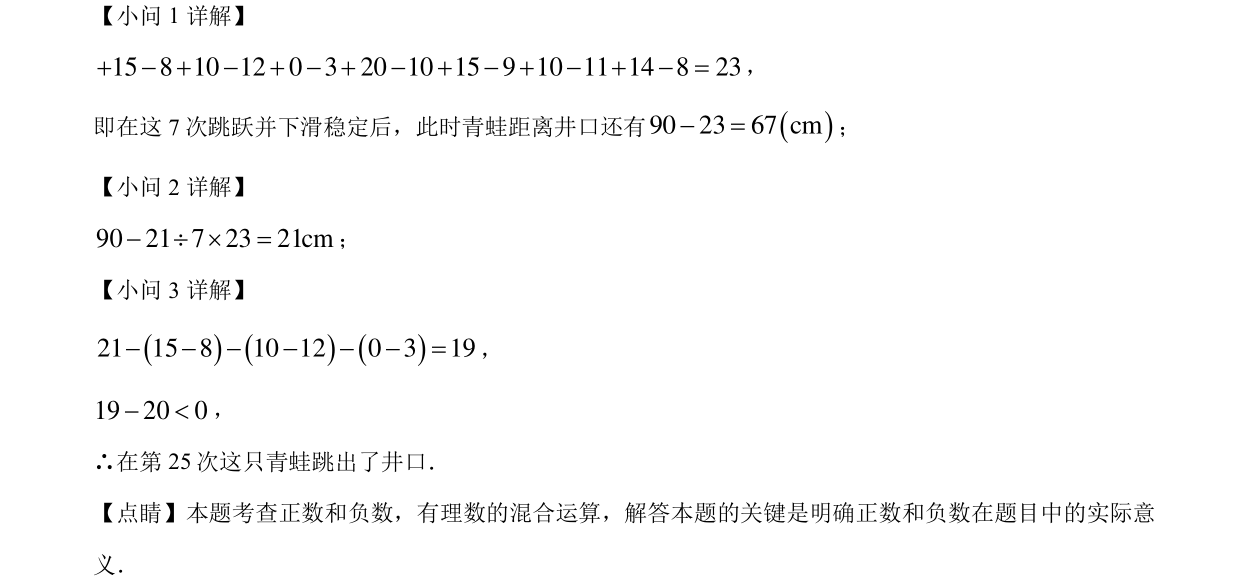 【小问 1 详解】
+15－8+10－12+0－3+20－10+15－9+10－11+14－8=23，
即在这 7 次跳跃并下滑稳定后，此时青蛙距离井口还有90－23=67(cm)；
【小问 2 详解】
90－21÷7×23=21cm；
【小问 3 详解】
21－(15－8)－(10－12)－(0－3)=19，
19－20<0，
∴在第 25 次这只青蛙跳出了井口．
【点睛】本题考查正数和负数，有理数的混合运算，解答本题的关键是明确正数和负数在题目中的实际意
义．